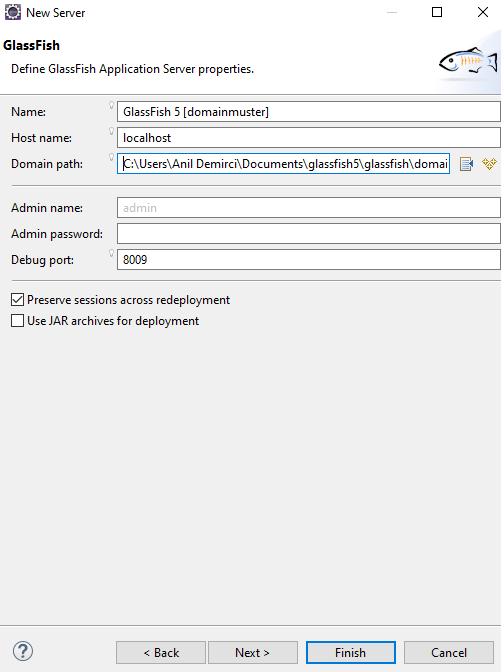 New Server
GlassFish
Define GlassFish Application Server properties.
Name: GlassFish 5 [domainmuster]
Host name: localhost
Domain path: C:\Users\Anil Demirci\Documents\glassfish5\glassfish\domai
Admin name: admin
Admin password:
Debug port: 8009
Preserve sessions across redeployment
Use JAR archives for deployment
?
< Back Next > Finish Cancel